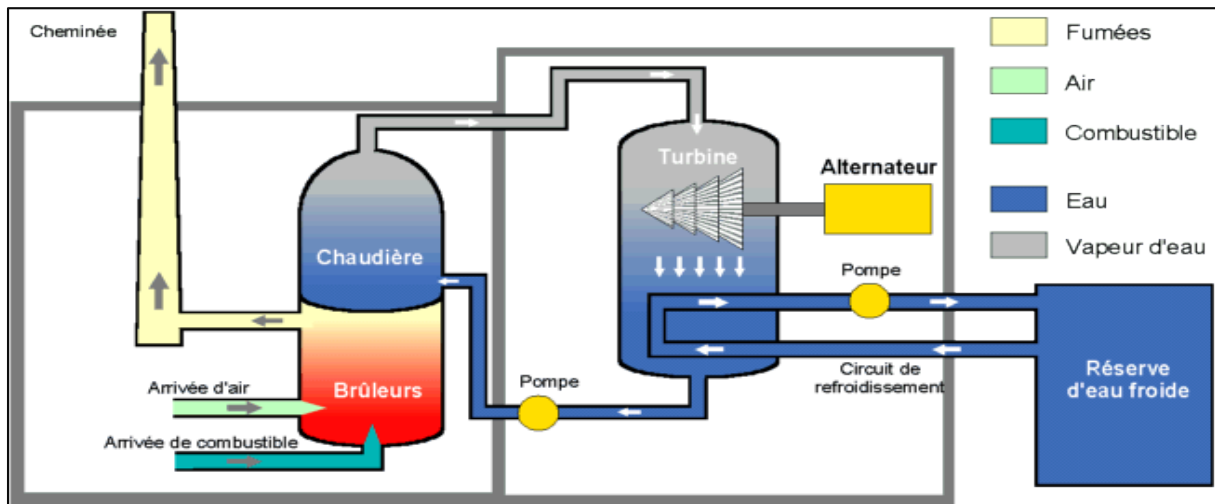 Cheminée
Fumées
Air
Combustible
Eau
Vapeur d'eau
Turbine
Alternateur
Chaudière
Pompe
Arrivée d'air
Brûleurs
Pompe
Circuit de
refroidissement
Réserve
d'eau froide
Arrivée de combustible